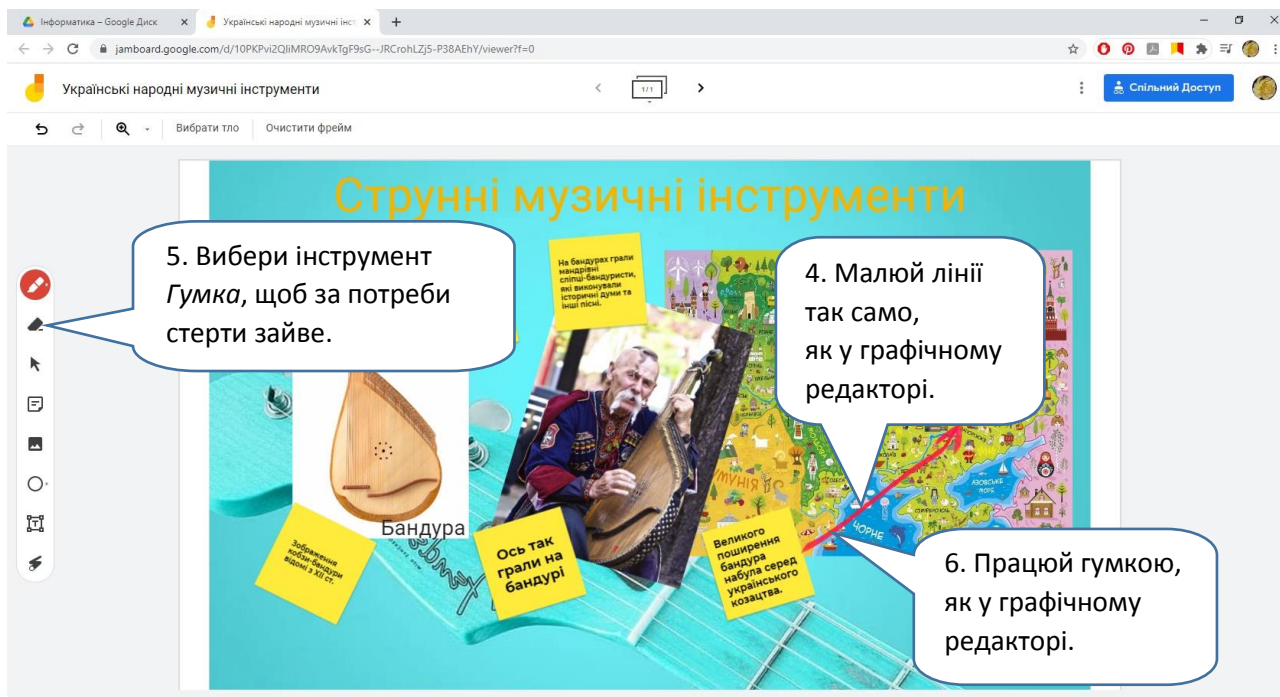 Інформатика – Google Диск
Українські народні музичні інст
jamboard.google.com/d/10PKPvi2QliMRO9AvkTgF9sG--JRCrohLZj5-P38AEhY/viewer?f=0
Українські народні музичні інструменти
1/1
Спільний Доступ
Вибрати тло
Очистити фрейм
Струнні музичні інструменти
5. Вибери інструмент
Гумка, щоб за потреби
стерти зайве.
На бандурах грали
мандрівні
сліпці-бандуристи,
які виконували
історичні думи та
інші пісні.
4. Малюй лінії
так само,
як у графічному
редакторі.
Бандура
Зображення
кобзи-бандури
відомі з XII ст.
Ось так
грали на
бандурі
Великого
поширення
бандура
набула серед
українського
козацтва.
АЗОВСЬКЕ
МОРЕ
ЧОРНЕ
6. Працюй гумкою,
як у графічному
редакторі.